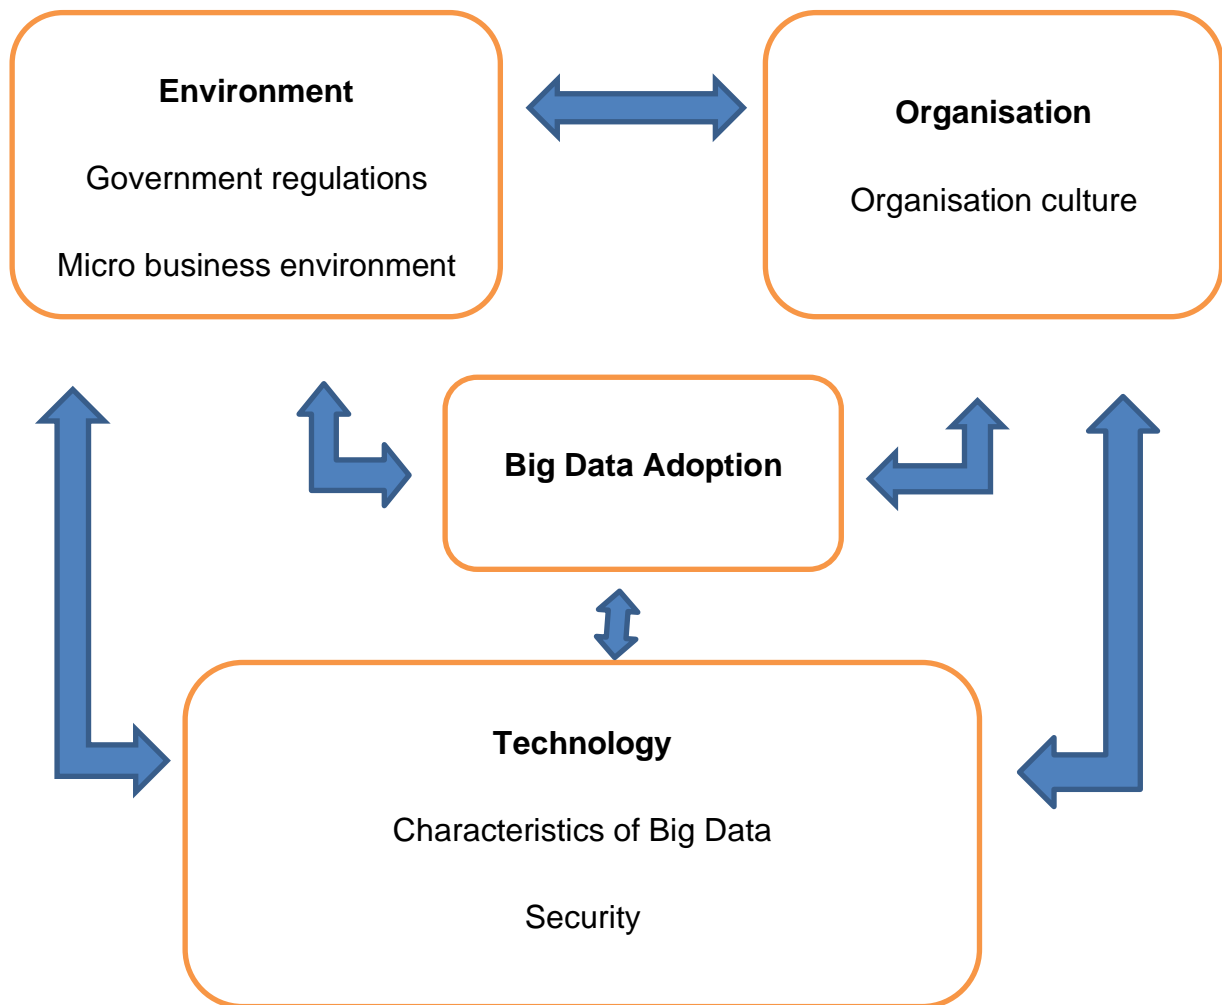 Environment
Government regulations
Micro business environment
Organisation
Organisation culture
Big Data Adoption
Technology
Characteristics of Big Data
Security